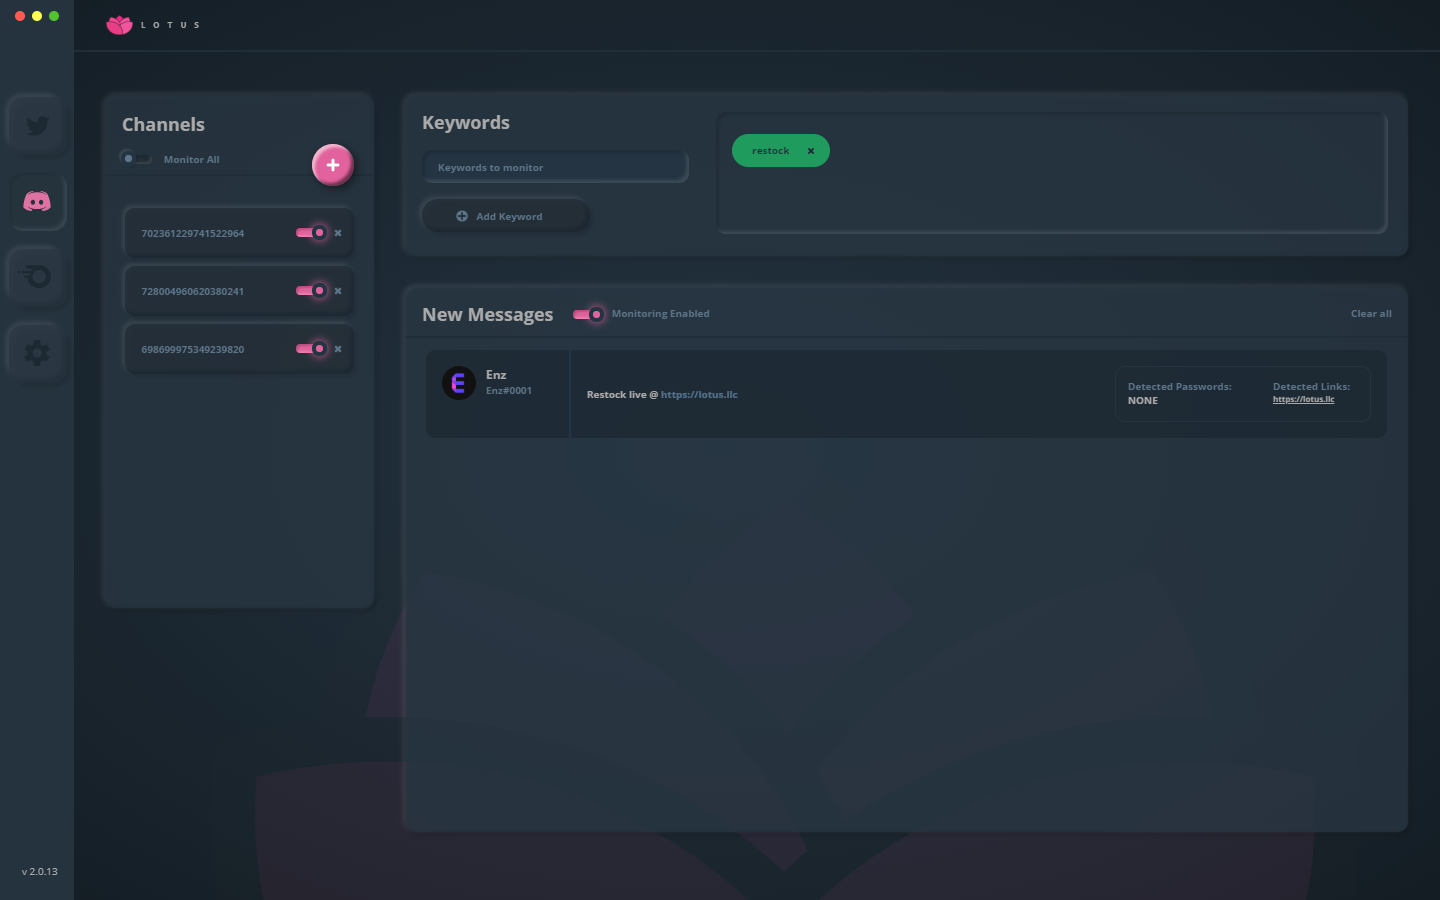 LOTUS
Channels
Monitor All
702361229741522964
728004960620380241
698699975349239820
Keywords
Keywords to monitor
Add Keyword
restock
New Messages
Monitoring Enabled
Clear all
Enz
Enz#0001
Restock live @ https://lotus.llc
Detected Passwords:
NONE
Detected Links:
https://lotus.llc
v 2.0.13